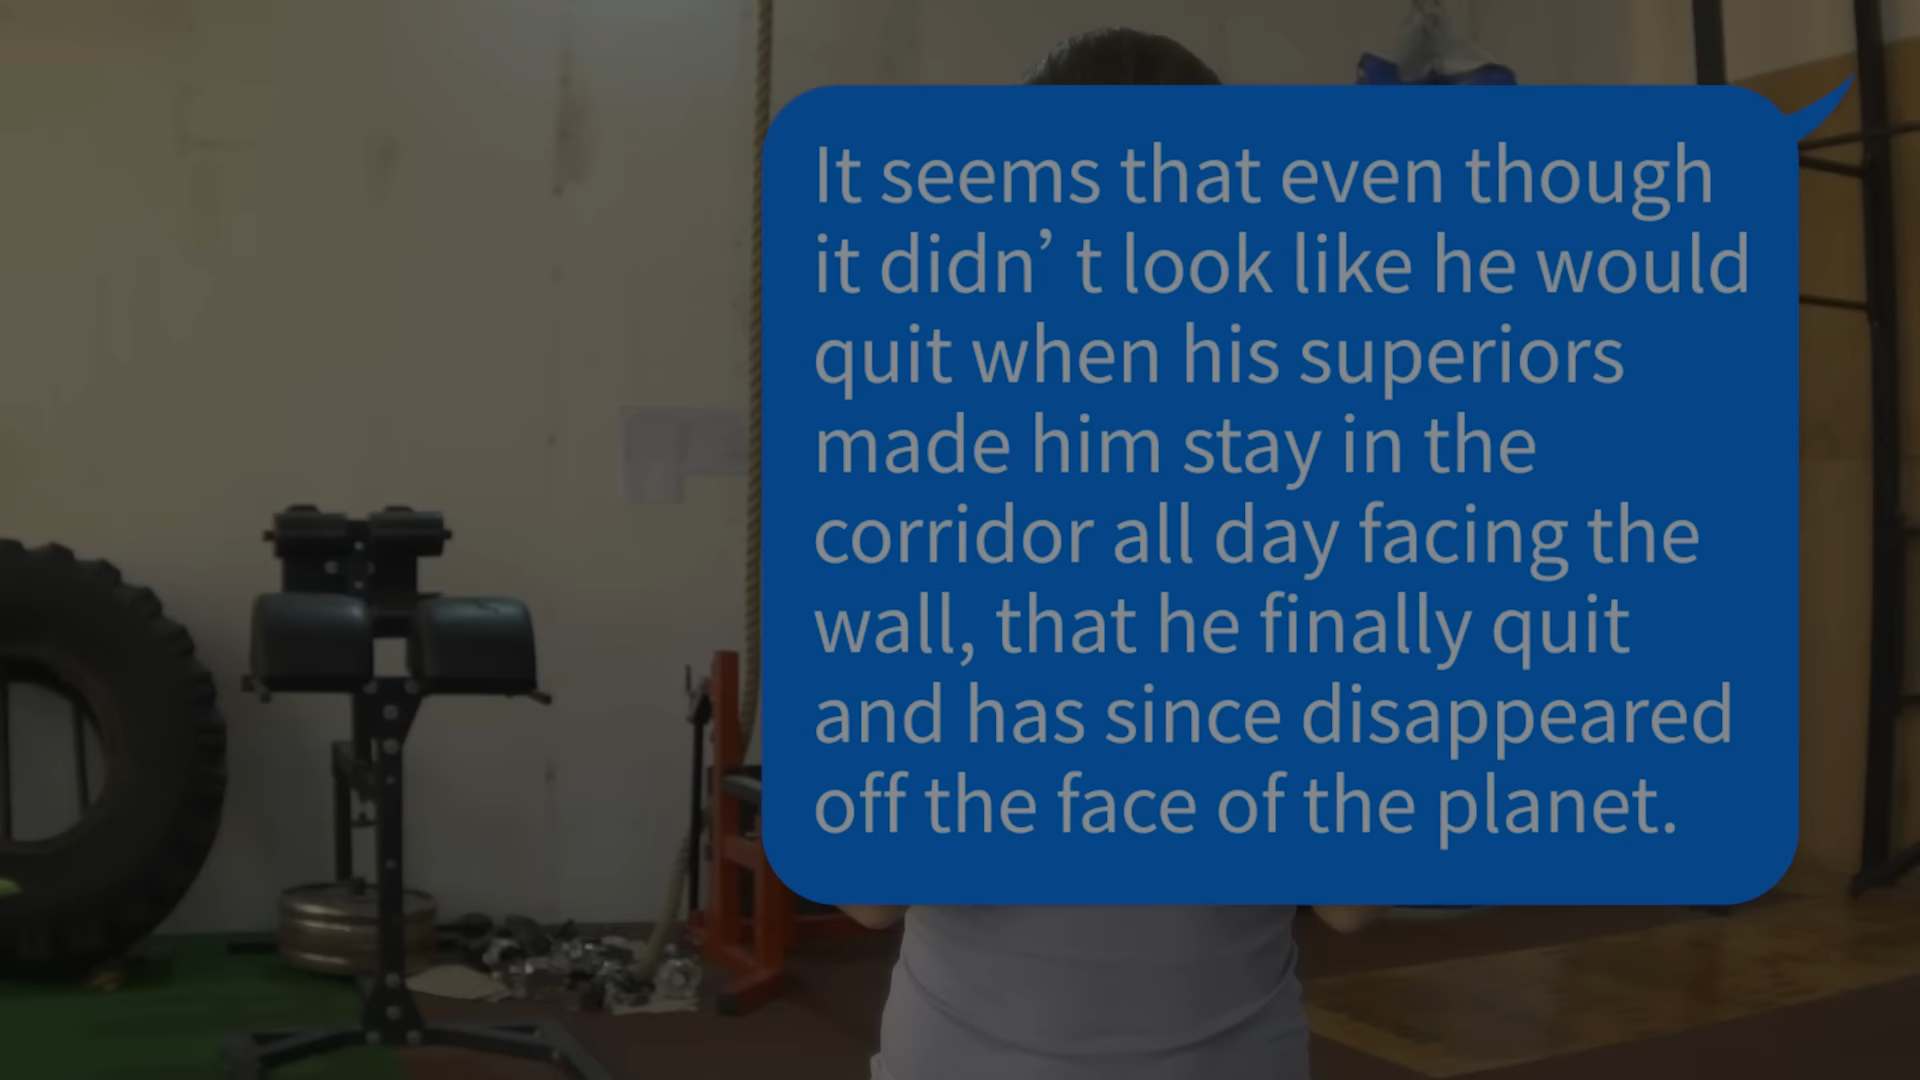 It seems that even though
it didn’ t look like he would
quit when his superiors
made him stay in the
corridor all day facing the
wall, that he finally quit
and has since disappeared
off the face of the planet.